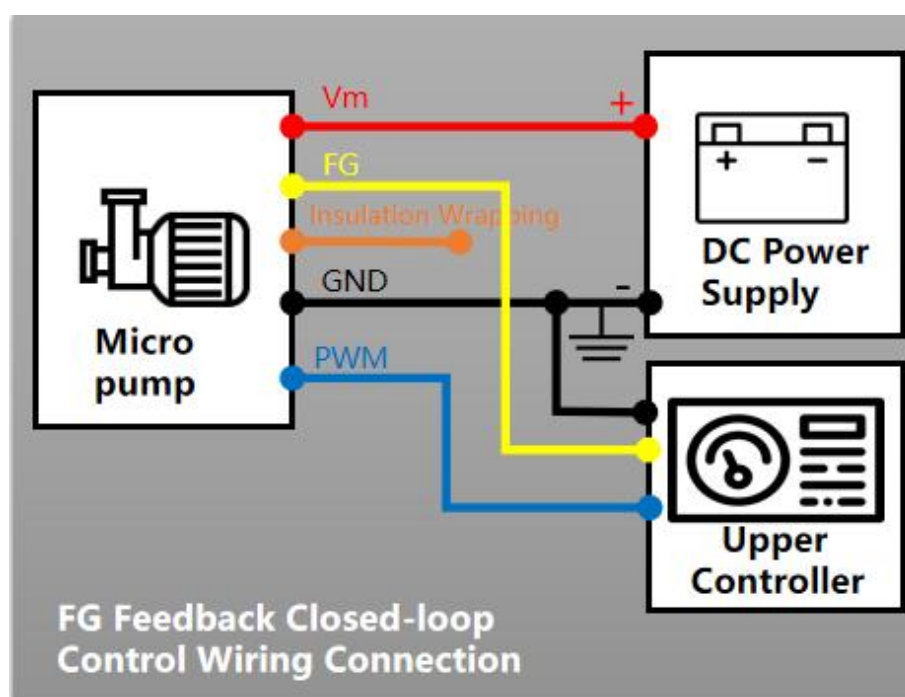 Vm
+
FG
Insulation Wrapping
GND
-
PWM
Micro
pump
+ -
DC Power
Supply
Upper
Controller
FG Feedback Closed-loop
Control Wiring Connection